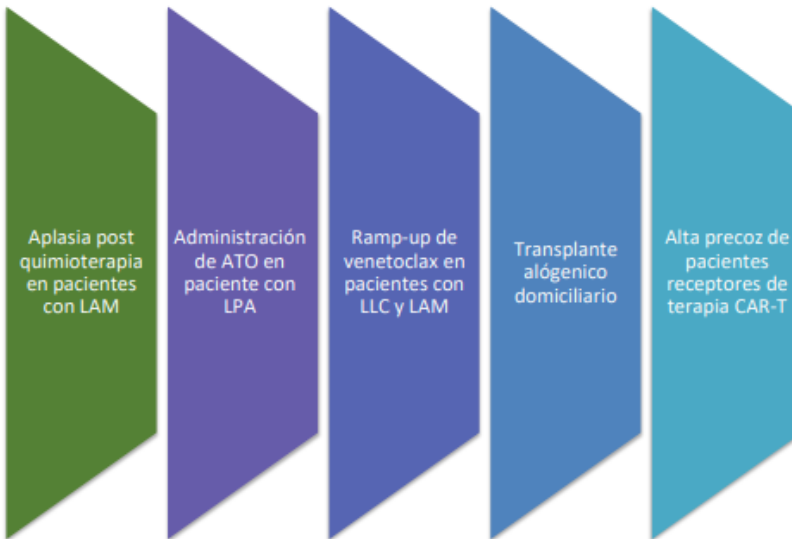 Aplasia post
quimioterapia
en pacientes
con LAM
Administración
de ATO en
paciente con
LPA
Ramp-up de
venetoclax en
pacientes con
LLC y LAM
Transplante
alógenico
domiciliario
Alta precoz de
pacientes
receptores de
terapia CAR-T